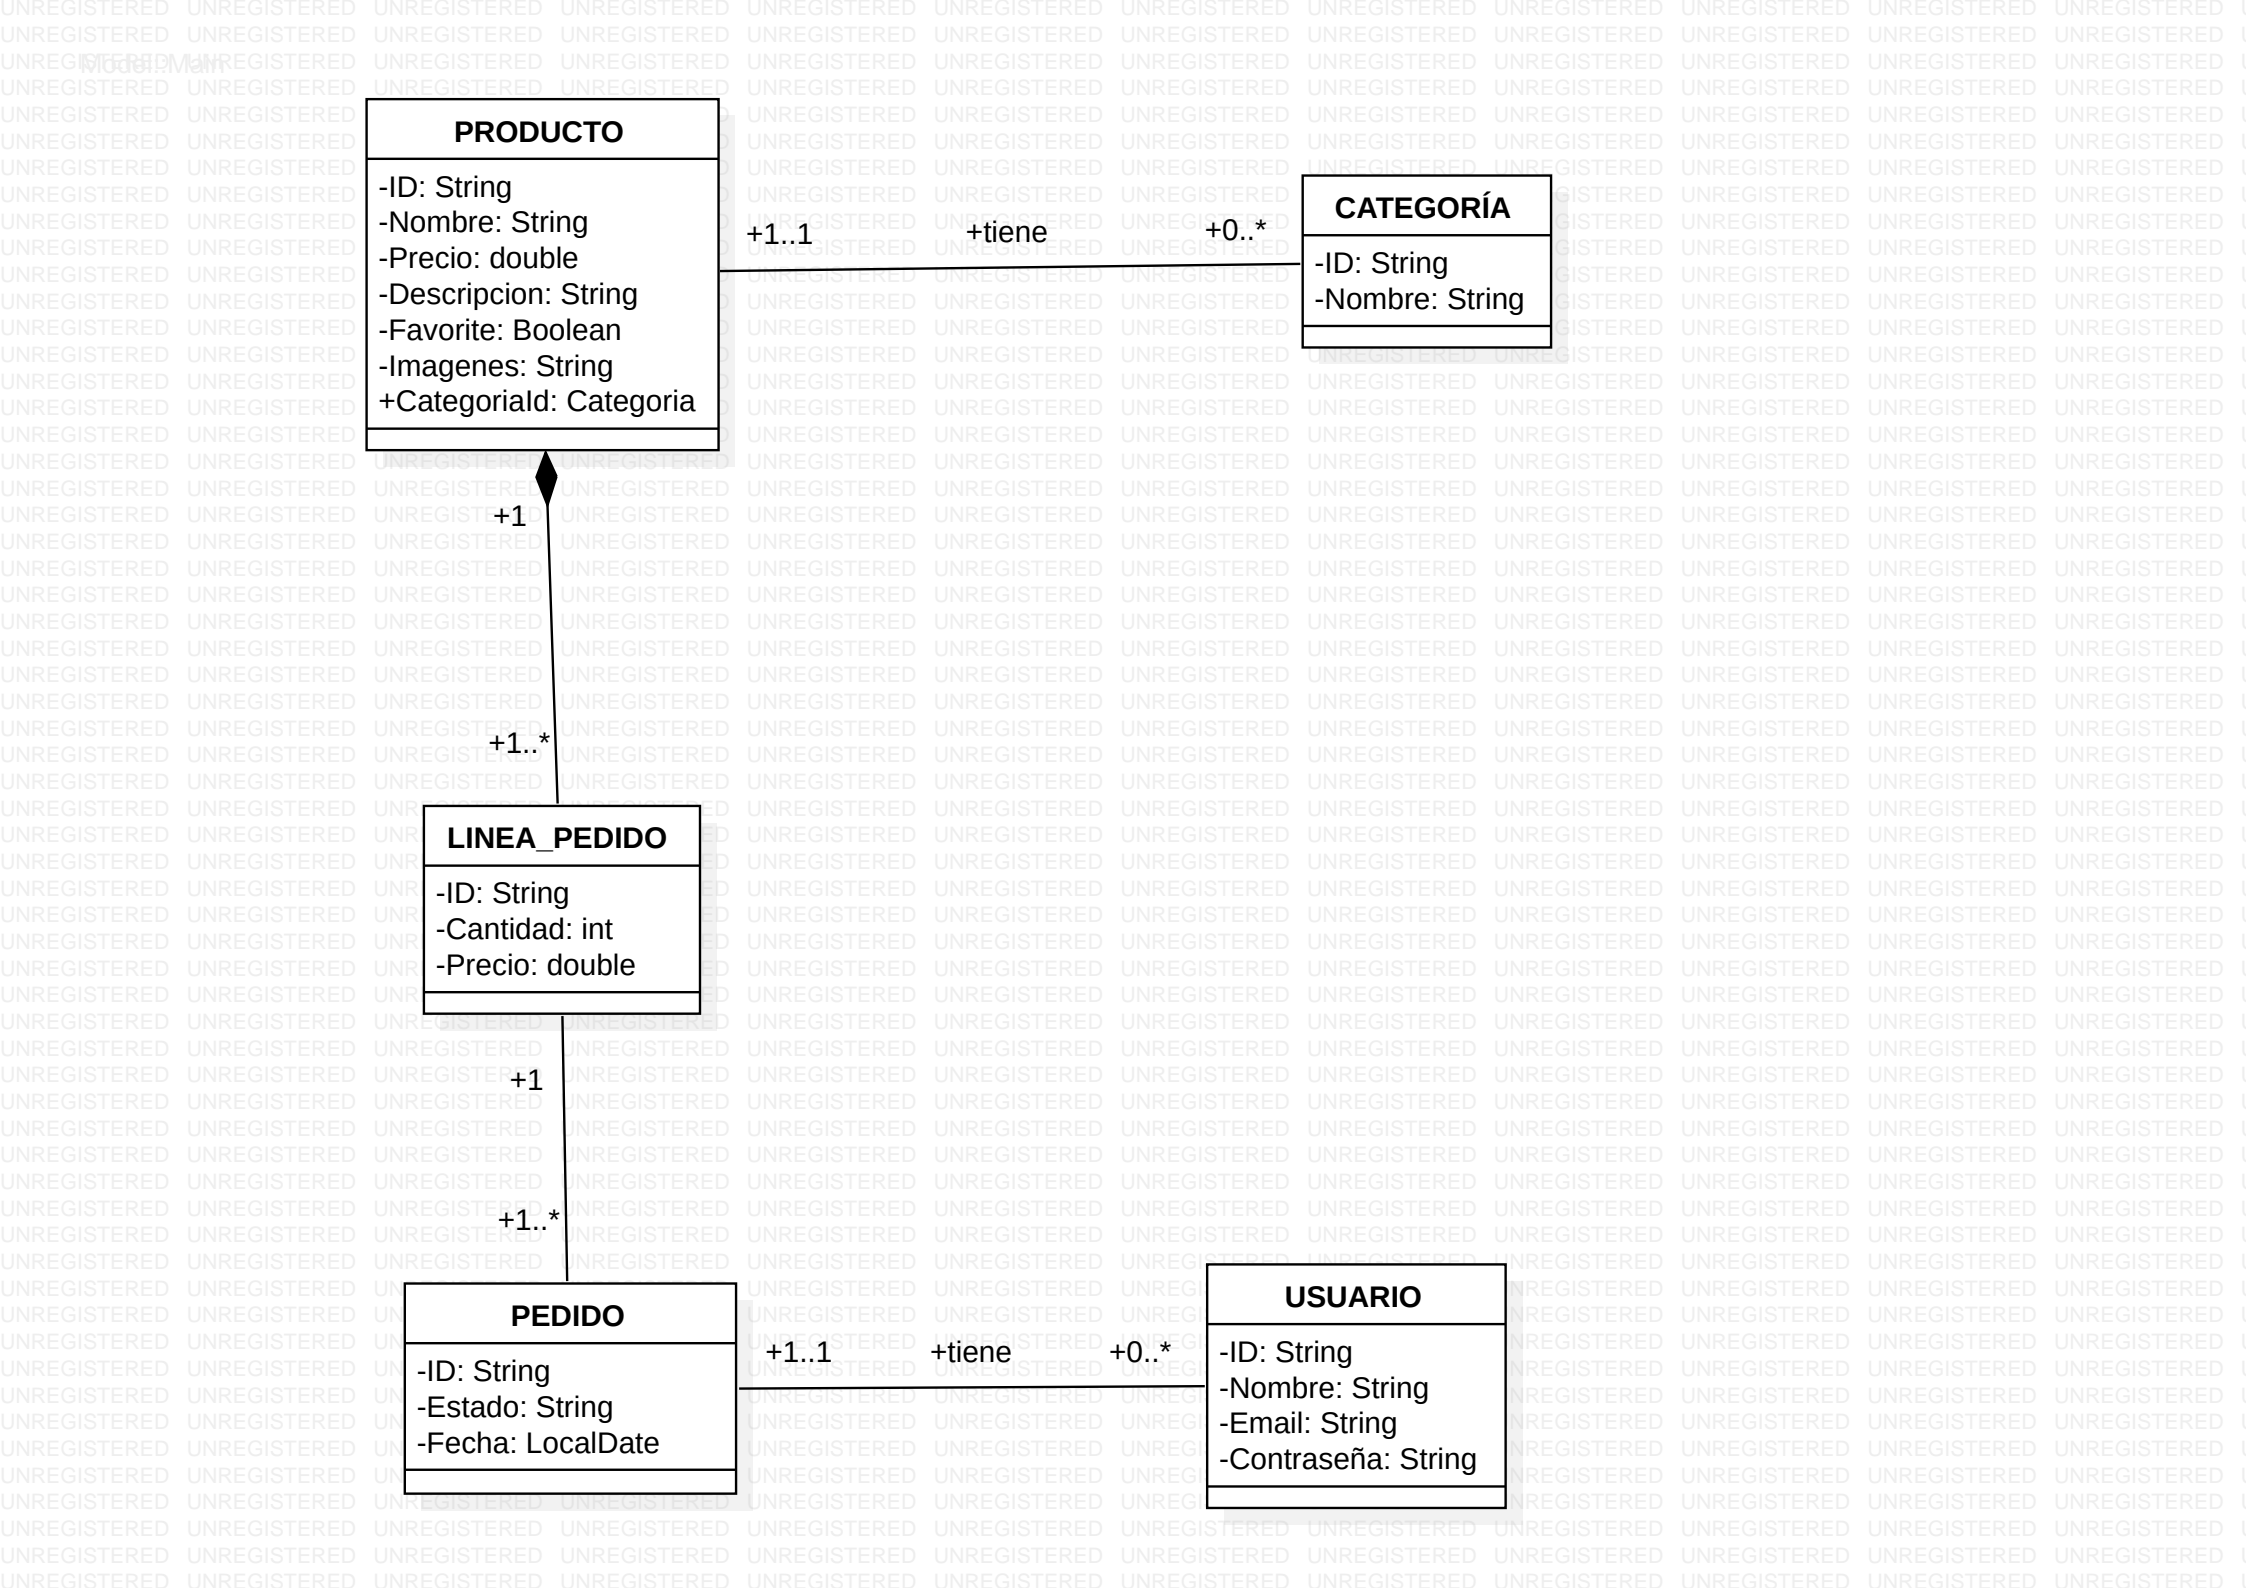 Model::Main
PRODUCTO
-ID: String
-Nombre: String
-Precio: double
-Descripcion: String
-Favorite: Boolean
-Imagenes: String
+CategoriaId: Categoria
+1..1
+tiene
+0..*
CATEGORÍA
-ID: String
-Nombre: String
+1
+1..*
LINEA_PEDIDO
-ID: String
-Cantidad: int
-Precio: double
+1
+1..*
PEDIDO
-ID: String
-Estado: String
-Fecha: LocalDate
+1..1
+tiene
+0..*
USUARIO
-ID: String
-Nombre: String
-Email: String
-Contraseña: String
UNREGISTERED